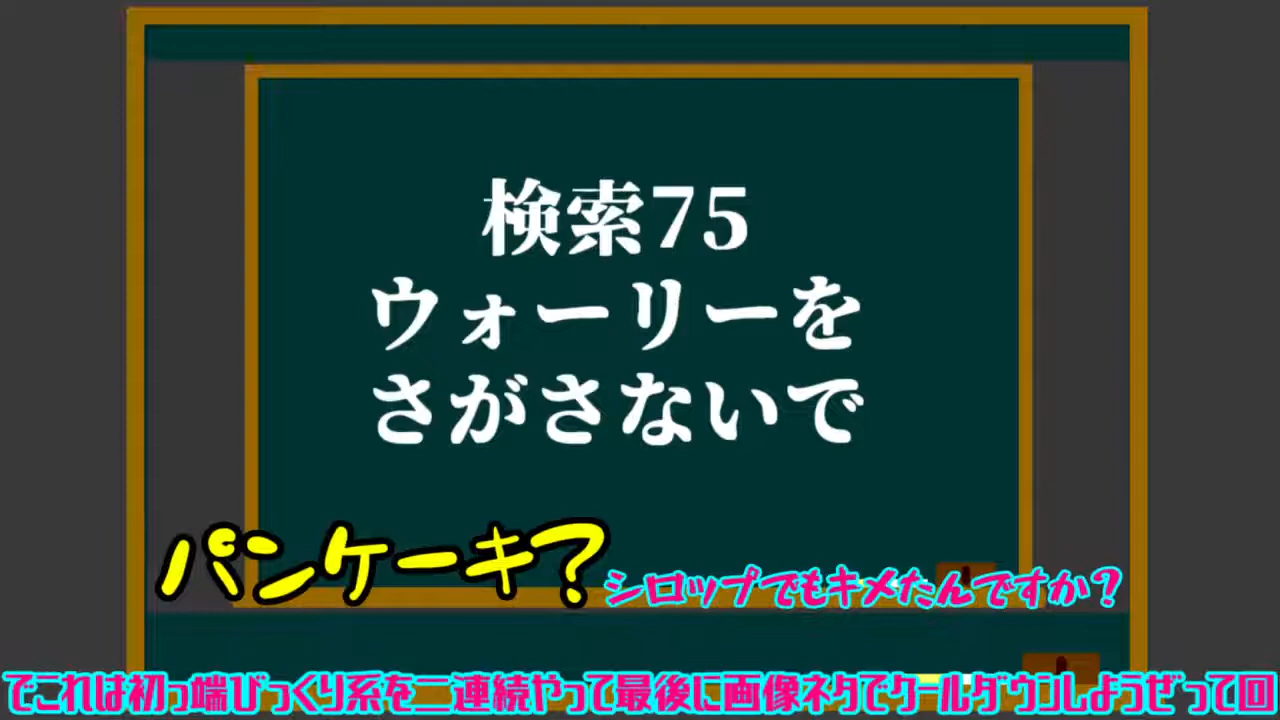 検索75
ウォーリーを
さがさないで
パンケーキ？
シロップでもキメたんですか？
でこれは初っ端びっくり系を二連続やって最後に画像ネタでクールダウンしようぜって回